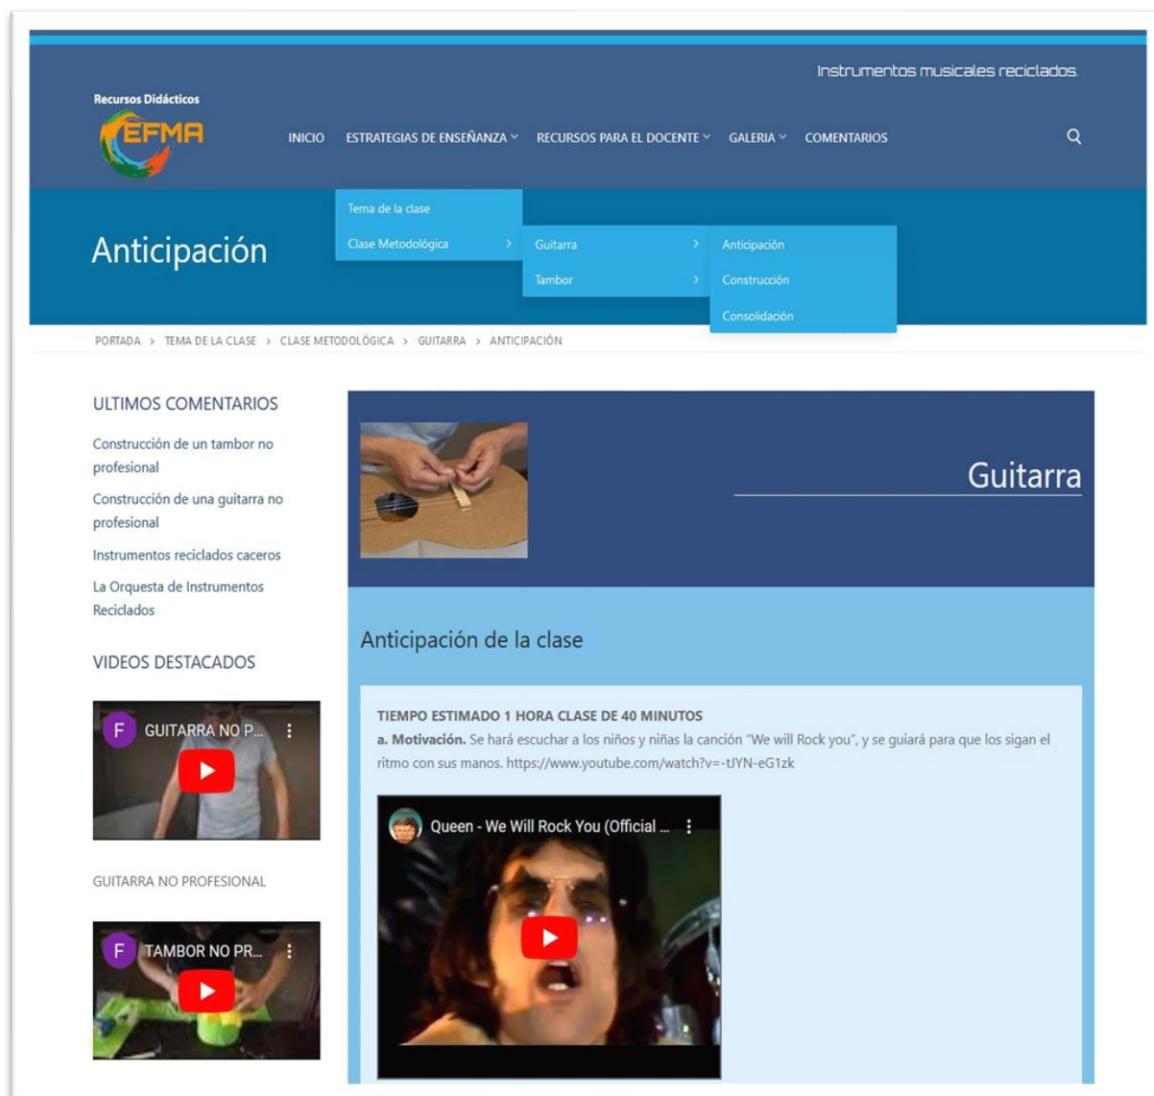 Instrumentos musicales reciclados.
Recursos Didácticos
EFMA
INICIO
ESTRATEGIAS DE ENSEÑANZA
RECURSOS PARA EL DOCENTE
GALERIA
COMENTARIOS
Tema de la clase
Clase Metodológica
Guitarra
Tambor
Anticipación
Construcción
Consolidación
Anticipación
PORTADA > TEMA DE LA CLASE > CLASE METODOLÓGICA > GUITARRA > ANTICIPACIÓN
ULTIMOS COMENTARIOS
Construcción de un tambor no
profesional
Construcción de una guitarra no
profesional
Instrumentos reciclados caceros
La Orquesta de Instrumentos
Reciclados
VIDEOS DESTACADOS
F GUITARRA NO P...
GUITARRA NO PROFESIONAL
F TAMBOR NO PR...
Guitarra
Anticipación de la clase
TIEMPO ESTIMADO 1 HORA CLASE DE 40 MINUTOS
a. Motivación. Se hará escuchar a los niños y niñas la canción "We will Rock you", y se guiará para que los sigan el
ritmo con sus manos. https://www.youtube.com/watch?v=-tJYN-eG1zk
Queen - We Will Rock You (Official ...